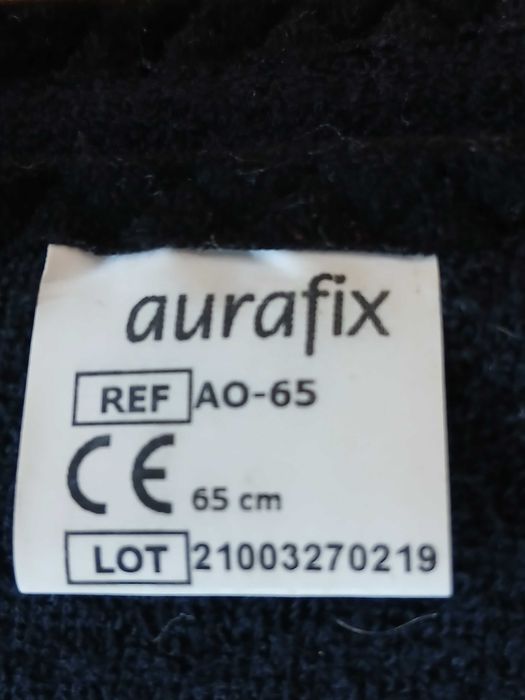 aurafix
REF AO-65
CE 65 cm
LOT 21003270219